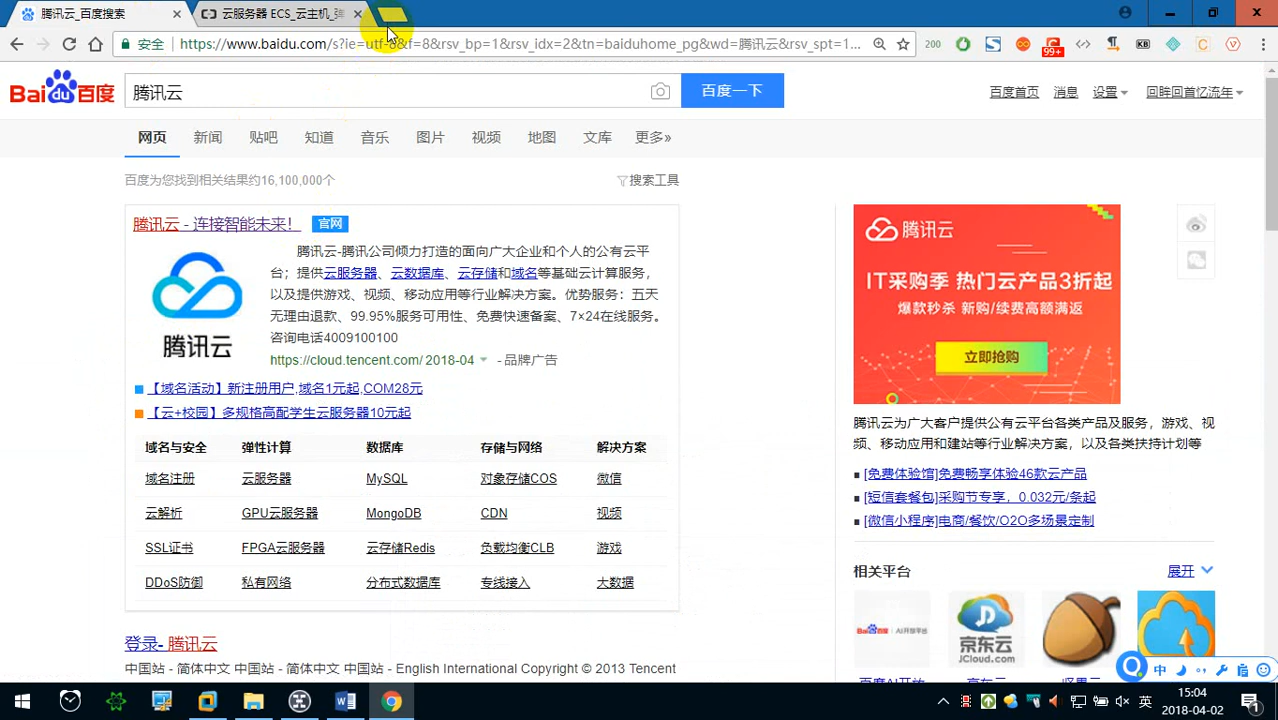 腾讯云_百度搜索
云服务器 ECS_云主机_弹
安全
https://www.baidu.com/s?ie=utf-8&f=8&rsv_bp=1&rsv_idx=2&tn=baiduhome_pg&wd=腾讯云&rsv_spt=1...
200
99+
KB
Bai du 百度
腾讯云
百度一下
百度首页
消息
设置
回眸回首忆流年
网页
新闻
贴吧
知道
音乐
图片
视频
地图
文库
更多»
百度为您找到相关结果约16,100,000个
搜索工具
腾讯云 - 连接智能未来！
官网
腾讯云
腾讯云-腾讯公司倾力打造的面向广大企业和个人的公有云平
台；提供云服务器、云数据库、云存储和域名等基础云计算服务，
以及提供游戏、视频、移动应用等行业解决方案。优势服务：五天
无理由退款、99.95%服务可用性、免费快速备案、7×24在线服务。
咨询电话4009100100
https://cloud.tencent.com/ 2018-04 - 品牌广告
【域名活动】新注册用户,域名1元起,COM28元
【云+校园】多规格高配学生云服务器10元起
域名与安全 弹性计算 数据库 存储与网络 解决方案
域名注册 云服务器 MySQL 对象存储COS 微信
云解析 GPU云服务器 MongoDB CDN 视频
SSL证书 FPGA云服务器 云存储Redis 负载均衡CLB 游戏
DDoS防御 私有网络 分布式数据库 专线接入 大数据
登录- 腾讯云
中国站 - 简体中文 中国站 - 简体中文 中国站 - English International Copyright © 2013 Tencent
腾讯云
IT采购季 热门云产品3折起
爆款秒杀 新购/续费高额满返
立即抢购
腾讯云为广大客户提供公有云平台各类产品及服务，游戏、视
频、移动应用和建站等行业解决方案，以及各类扶持计划等
[免费体验馆]免费畅享体验46款云产品
[短信套餐包]采购节专享，0.032元/条起
[微信小程序]电商/餐饮/O2O多场景定制
相关平台
展开
Bai du 百度 AI开放平台
京东云
JCloud.com
中
英
15:04
2018-04-02